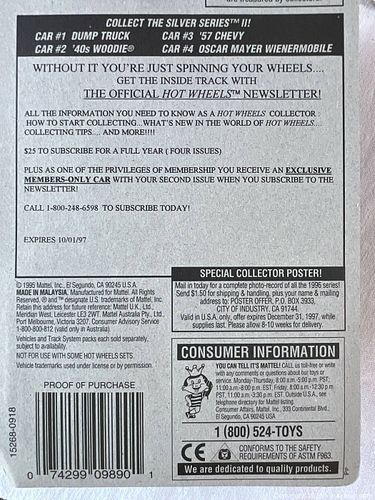 are treasured by collectors.
COLLECT THE SILVER SERIES™ II!
CAR #1 DUMP TRUCK CAR #3 '57 CHEVY
CAR #2 '40s WOODIE® CAR #4 OSCAR MAYER WIENERMOBILE
WITHOUT IT YOU'RE JUST SPINNING YOUR WHEELS....
GET THE INSIDE TRACK WITH
THE OFFICIAL HOT WHEELS™ NEWSLETTER!
ALL THE INFORMATION YOU NEED TO KNOW AS A HOT WHEELS COLLECTOR :
HOW TO START COLLECTING...WHAT'S NEW IN THE WORLD OF HOT WHEELS....
COLLECTING TIPS.... AND MORE!!!!
$25 TO SUBSCRIBE FOR A FULL YEAR ( FOUR ISSUES)
PLUS AS ONE OF THE PRIVILEGES OF MEMBERSHIP YOU RECEIVE AN EXCLUSIVE
MEMBERS-ONLY CAR WITH YOUR SECOND ISSUE WHEN YOU SUBSCRIBE TO THE
NEWSLETTER!
CALL 1-800-248-6598 TO SUBSCRIBE TODAY!
EXPIRES 10/01/97
© 1995 Mattel, Inc., El Segundo, CA 90245 U.S.A.
MADE IN MALAYSIA. Manufactured for Mattel. All Rights
Reserved. ® and ™ designate U.S. trademarks of Mattel, Inc.
Retain this address for future reference: Mattel U.K., Ltd.,
Meridian West, Leicester LE3 2WT. Mattel Australia Pty., Ltd.,
Port Melbourne, Victoria 3207. Consumer Advisory Service
1-800-800-812 (valid only in Australia).
Vehicles and Track System packs each sold separately,
subject to availability.
NOT FOR USE WITH SOME HOT WHEELS SETS.
Vehicle trademarks used under license or by permission.
PROOF OF PURCHASE
15268-0918
0 74299 09890 1
SPECIAL COLLECTOR POSTER!
Mail in today for a complete photo-record of all the 1996 series!
Send $1.50 for shipping & handling, plus your name & mailing
address to: POSTER OFFER, P.O. BOX 3933,
CITY OF INDUSTRY, CA 91744.
Valid in U.S.A. only, offer expires December 31, 1997, while
supplies last. Please allow 8-10 weeks for delivery.
CONSUMER INFORMATION
YOU CAN TELL IT'S MATTEL! CALL us toll-free or write
with any comments or questions about our toys or
service. Monday-Thursday, 8:00 a.m.-5:00 p.m. PST;
11:00 a.m.-8:00 p.m. EST, Friday, 8:00 a.m.-12:30 p.m.
PST, 11:00 a.m.-3:30 p.m. EST. Outside U.S.A., see
telephone directory for Mattel listing.
Consumer Affairs, Mattel, Inc., 333 Continental Blvd.,
El Segundo, CA 90245 U.S.A.
1 (800) 524-TOYS
CE CONFORMS TO THE SAFETY
REQUIREMENTS OF ASTM F963.
We are dedicated to quality products.